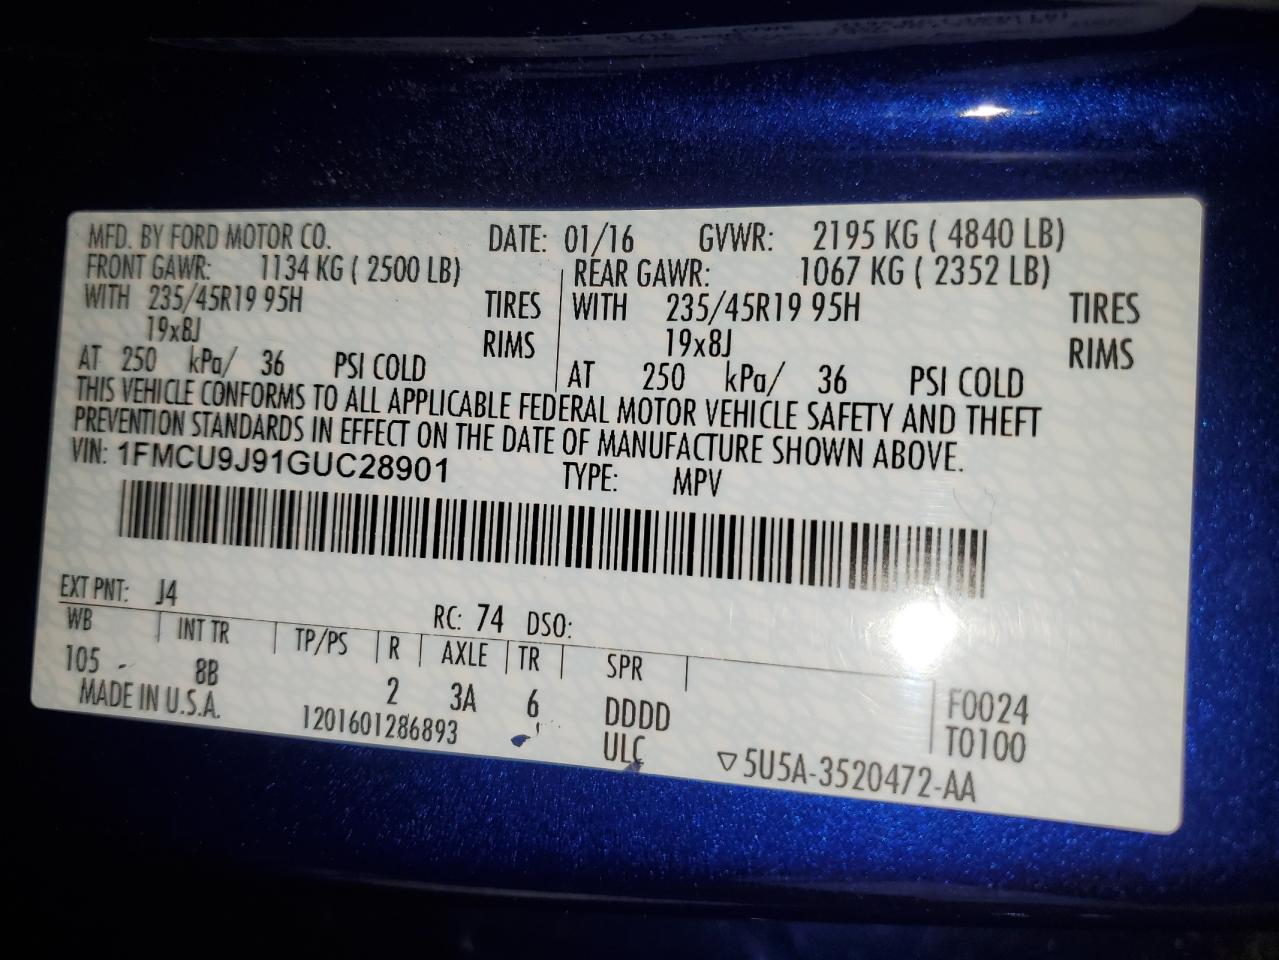 MFD. BY FORD MOTOR CO. DATE: 01/16 GVWR: 2195 KG ( 4840 LB)
FRONT GAWR: 1134 KG ( 2500 LB) REAR GAWR: 1067 KG ( 2352 LB)
WITH 235/45R19 95H TIRES WITH 235/45R19 95H TIRES
19x8J RIMS 19x8J RIMS
AT 250 kPa/ 36 PSI COLD AT 250 kPa/ 36 PSI COLD
THIS VEHICLE CONFORMS TO ALL APPLICABLE FEDERAL MOTOR VEHICLE SAFETY AND THEFT
PREVENTION STANDARDS IN EFFECT ON THE DATE OF MANUFACTURE SHOWN ABOVE.
VIN: 1FMCU9J91GUC28901 TYPE: MPV
EXT PNT: J4 RC: 74 DSO:
WB INT TR TP/PS R AXLE TR SPR
105 8B 2 3A 6 DDDD F0024
MADE IN U.S.A. 1201601286893 ULC T0100
▽5U5A-3520472-AA